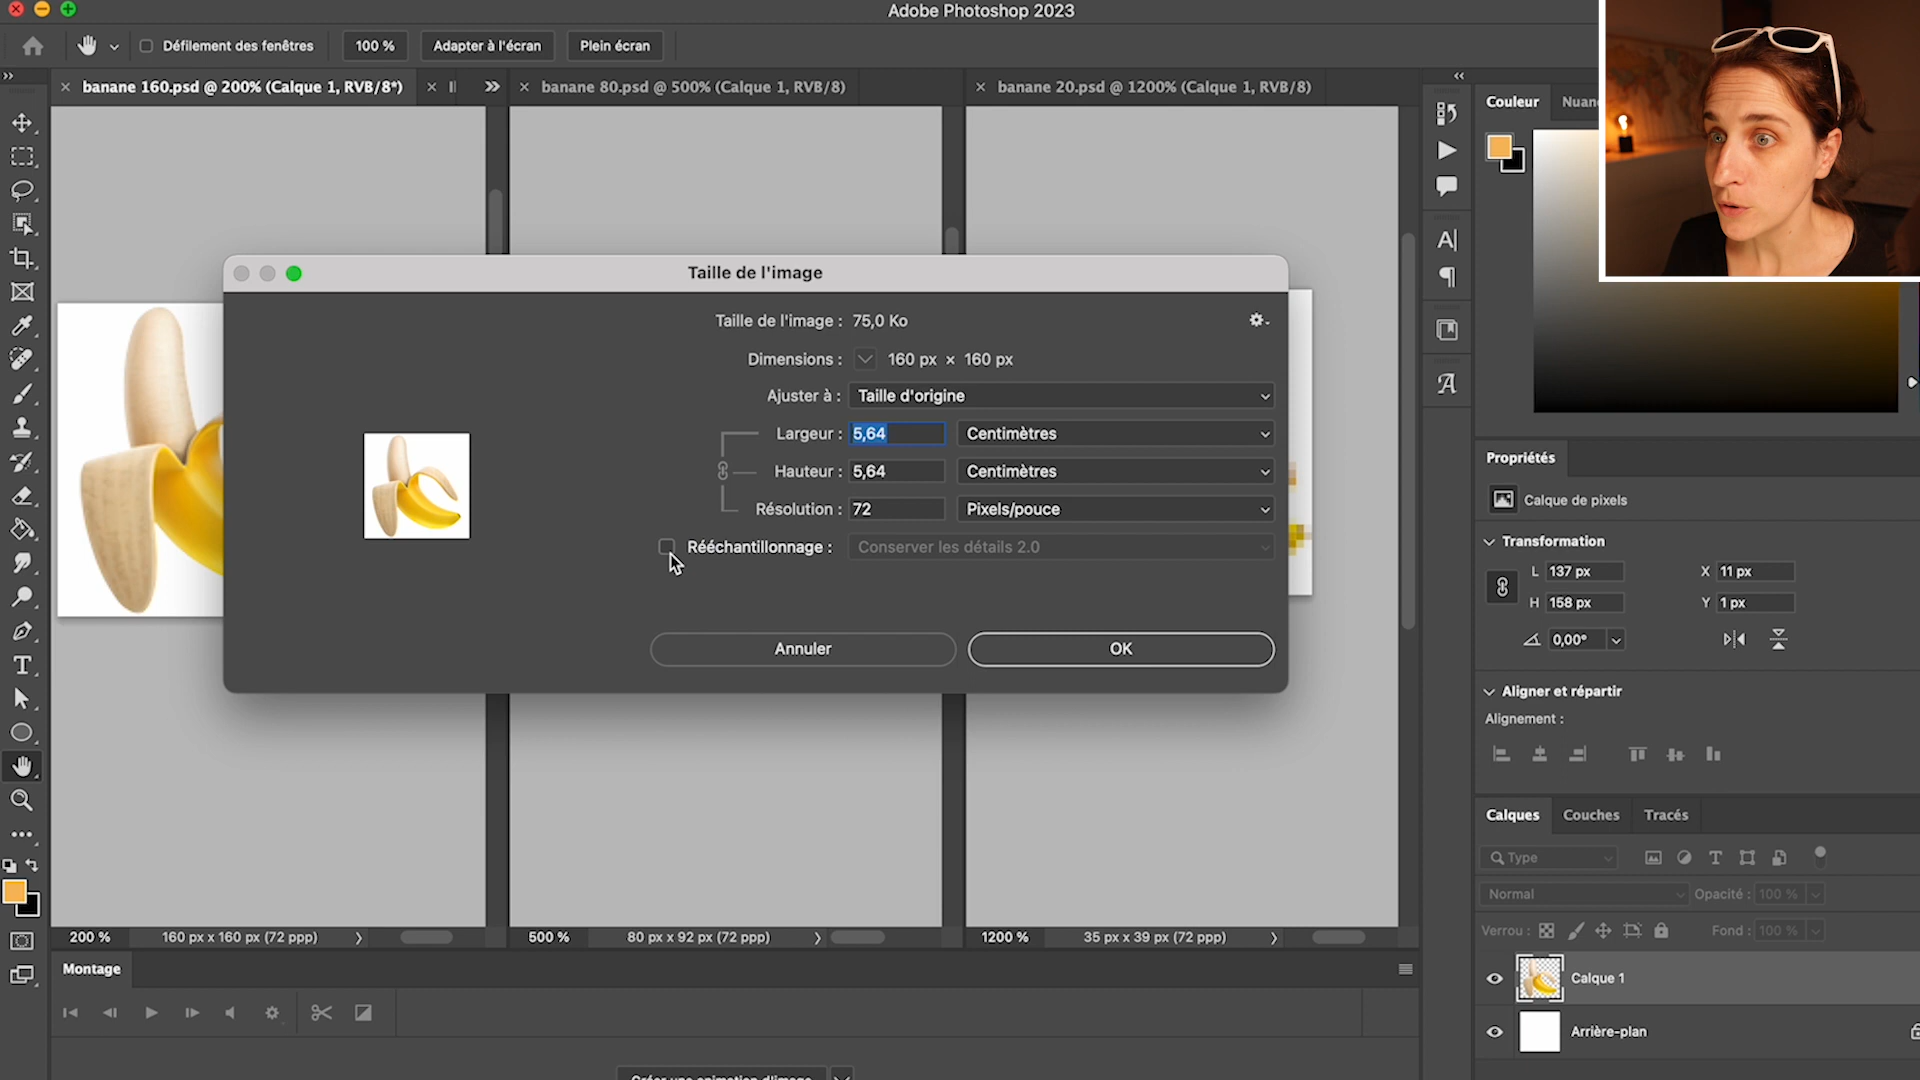 Adobe Photoshop 2023
Défilement des fenêtres
100 %
Adapter à l'écran
Plein écran
banane 160.psd @ 200% (Calque 1, RVB/8*)
banane 80.psd @ 500% (Calque 1, RVB/8)
banane 20.psd @ 1200% (Calque 1, RVB/8)
Couleur
Taille de l'image
Taille de l'image : 75,0 Ko
Dimensions : 160 px × 160 px
Ajuster à : Taille d'origine
Largeur : 5,64 Centimètres
Hauteur : 5,64 Centimètres
Résolution : 72 Pixels/pouce
Rééchantillonnage : Conserver les détails 2.0
Annuler
OK
Propriétés
Calque de pixels
Transformation
L 137 px X 11 px
H 158 px Y 1 px
0,00°
Aligner et répartir
Alignement :
Calques Couches Tracés
Type
Normal Opacité : 100 %
Verrou : Fond : 100 %
Calque 1
Arrière-plan
200 % 160 px x 160 px (72 ppp)
500 % 80 px x 92 px (72 ppp)
1200 % 35 px x 39 px (72 ppp)
Montage